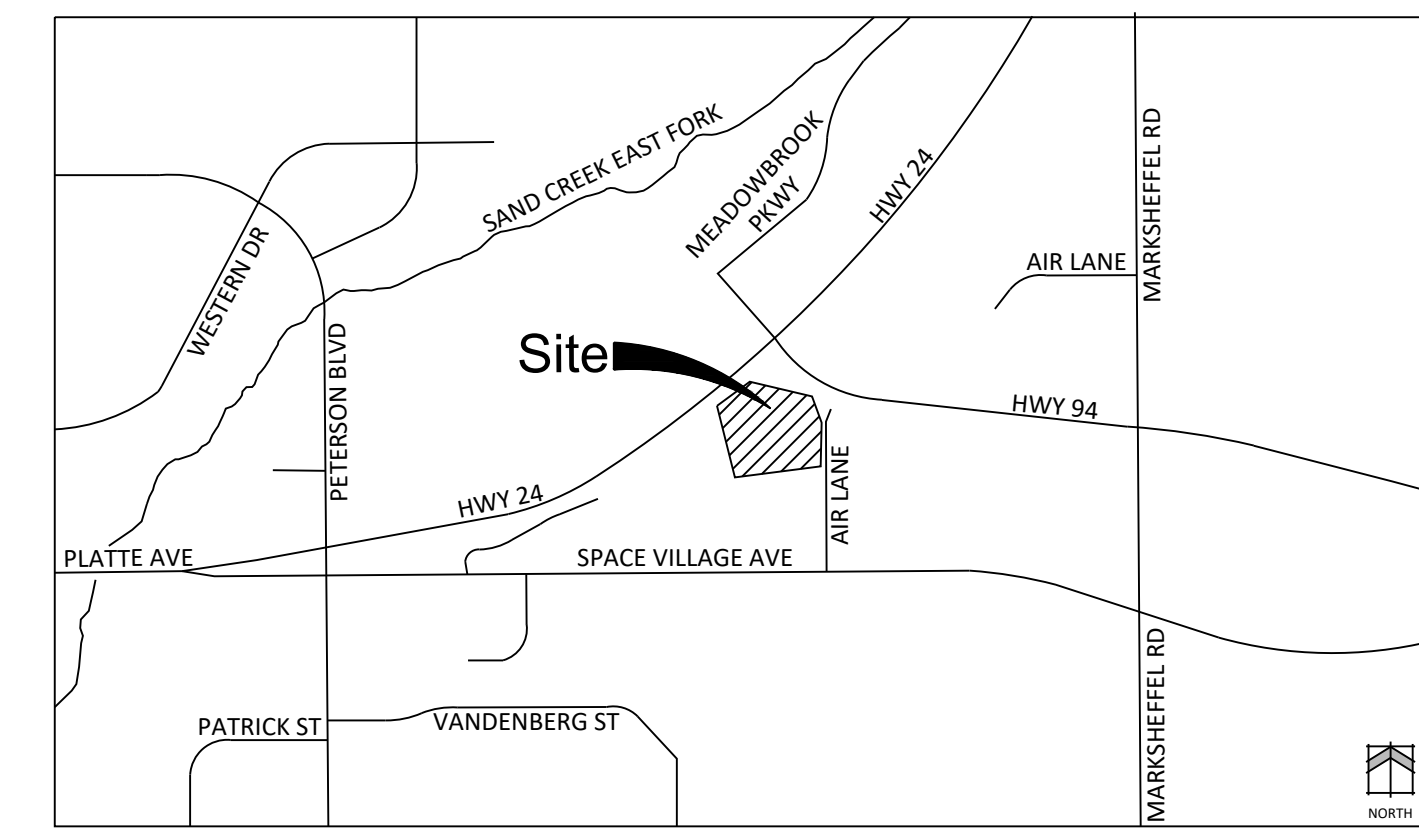 SAND CREEK EAST FORK
MEADOWBROOK
PKWY
HWY 24
MARKSHEFFEL RD
WESTERN DR
AIR LANE
PETERSON BLVD
Site
HWY 94
HWY 24
AIR LANE
PLATTE AVE
SPACE VILLAGE AVE
MARKSHEFFEL RD
PATRICK ST
VANDENBERG ST
NORTH